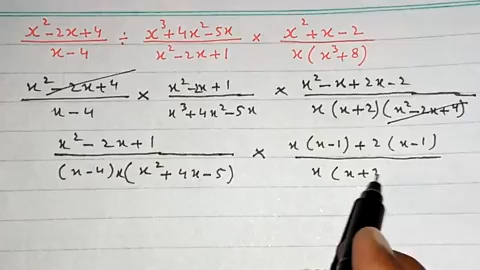 (x²-2x+4)/(x-4) ÷ (x³+4x²-5x)/(x²-2x+1) × (x²+x-2)/(x(x³+8))
(x²-2x+4)/(x-4) × (x²-2x+1)/(x³+4x²-5x) × (x²-x+2x-2)/(x(x+2)(x²-2x+4))
(x²-2x+1)/((x-4)x(x²+4x-5)) × (x(x-1)+2(x-1))/(x(x+2